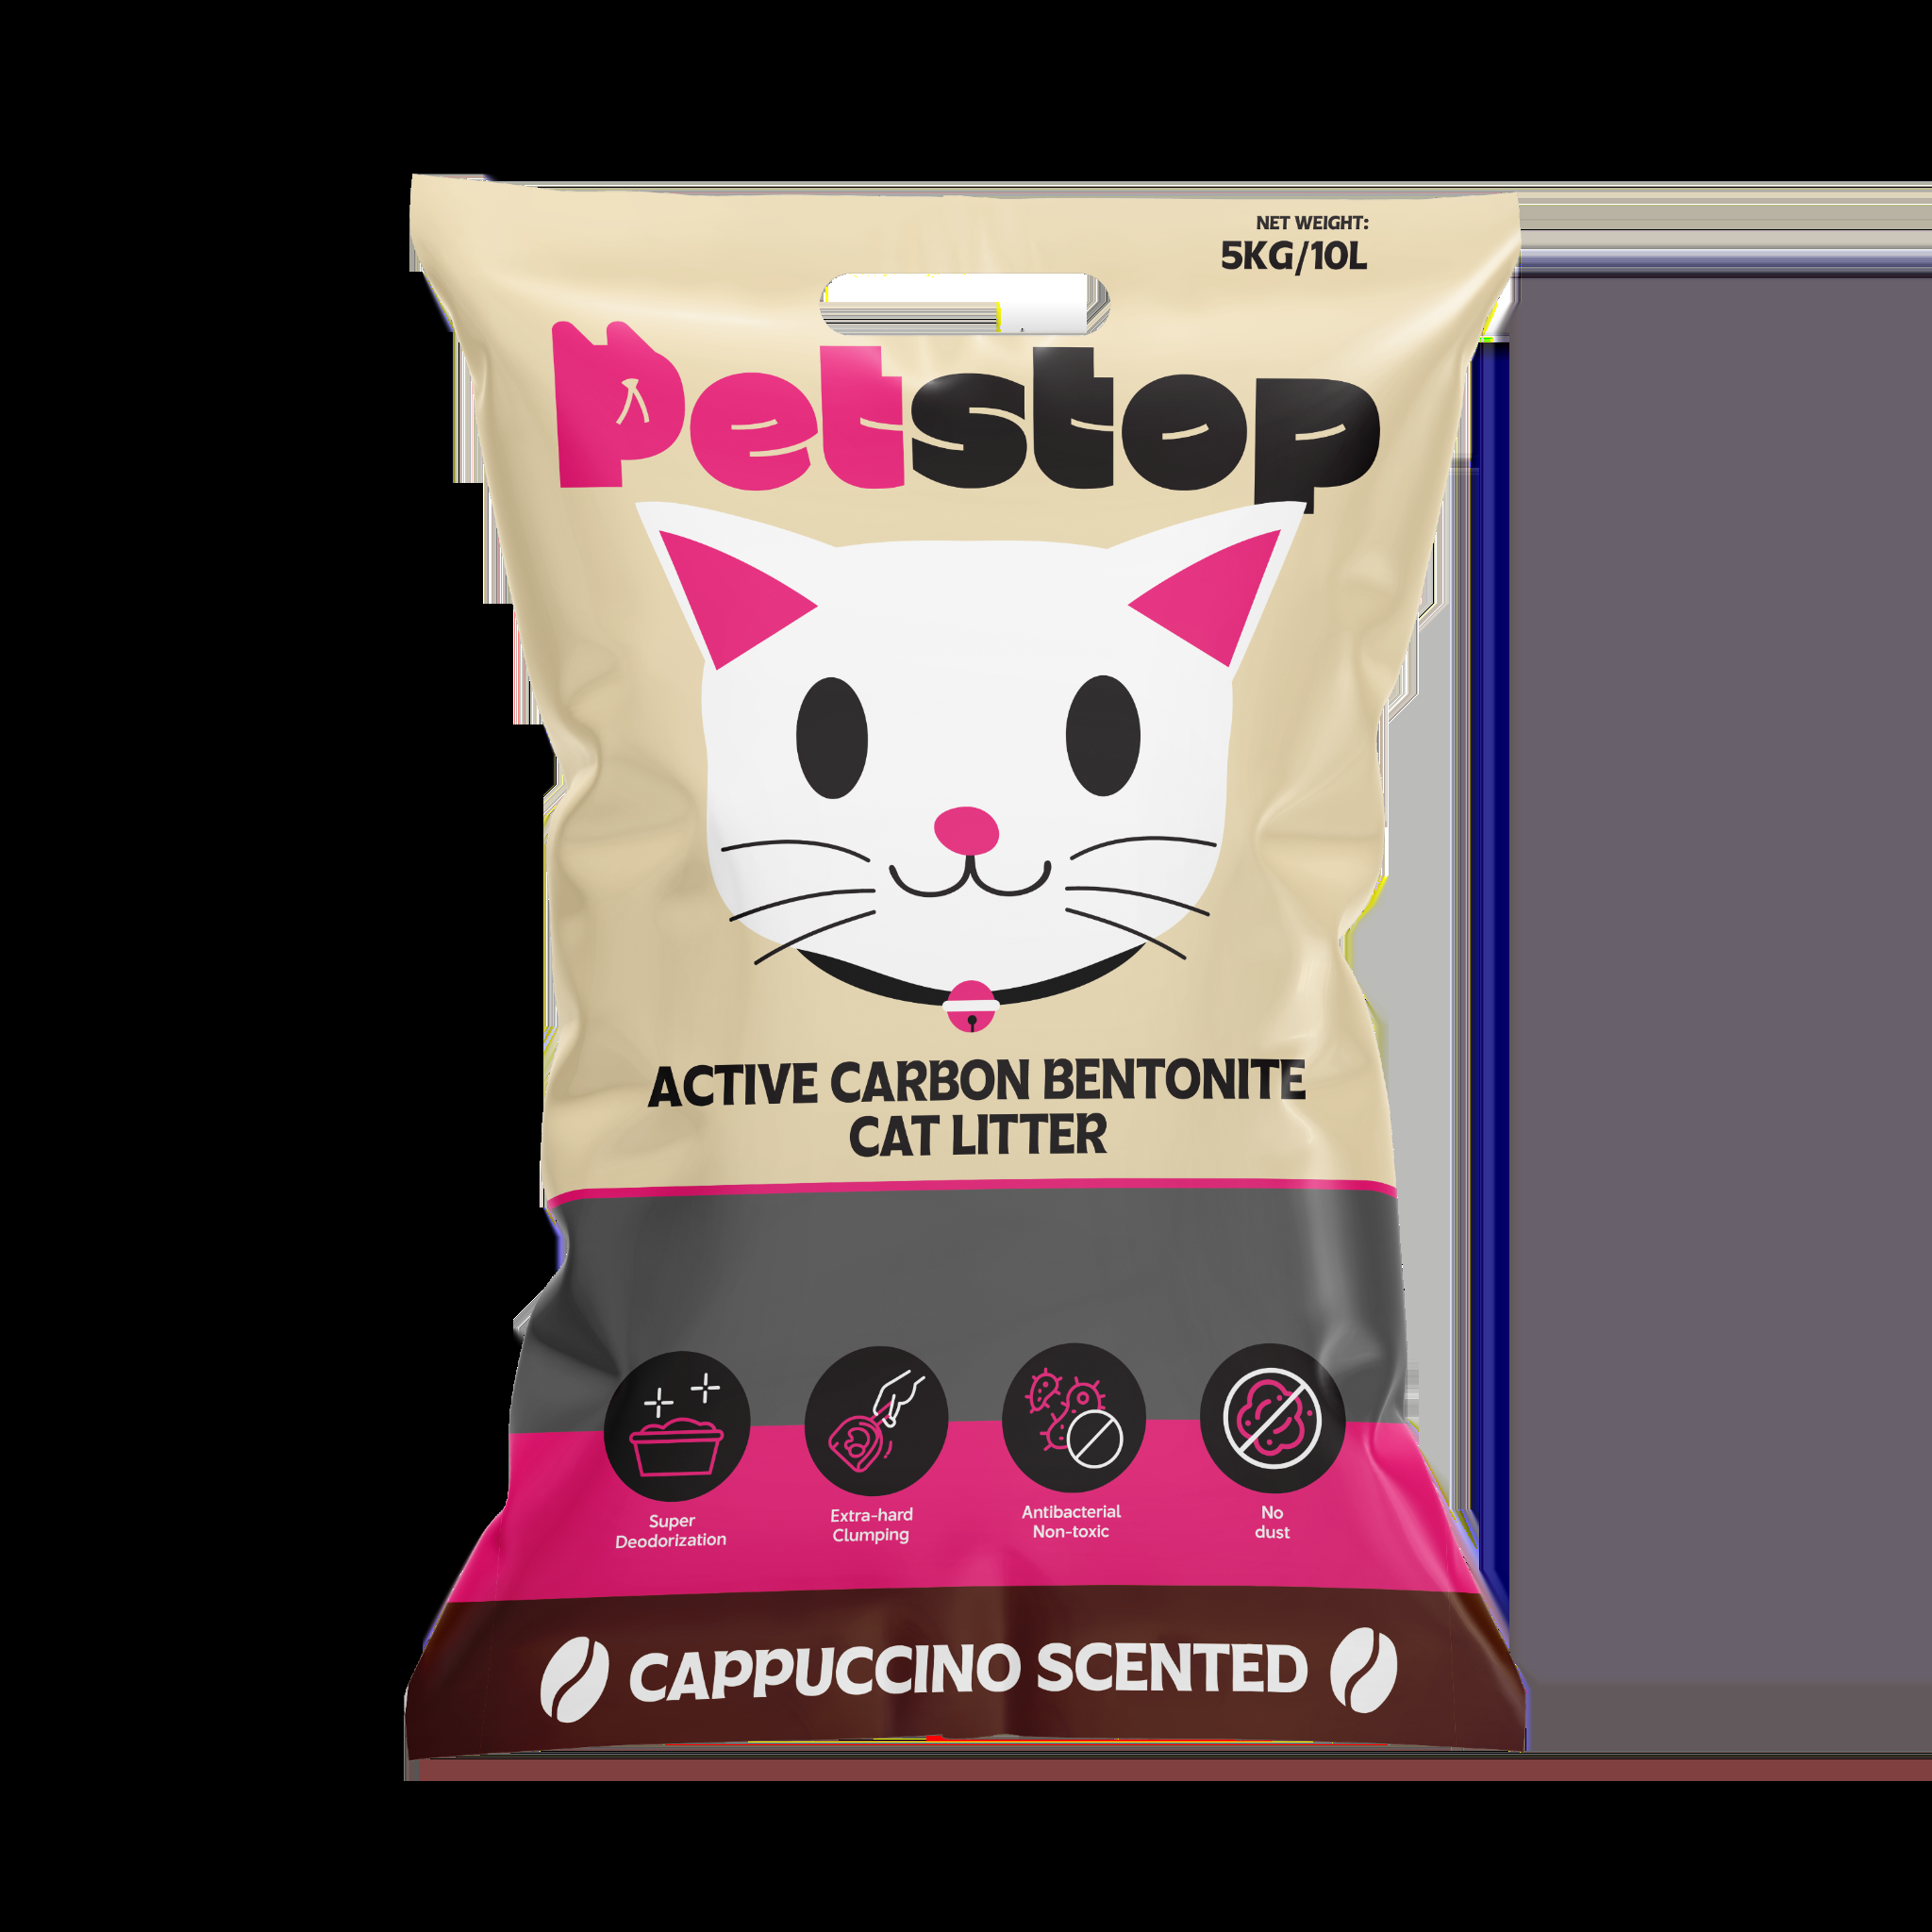 NET WEIGHT:
5KG/10L
Petstop
ACTIVE CARBON BENTONITE
CAT LITTER
Super
Deodorization
Extra-hard
Clumping
Antibacterial
Non-toxic
No
dust
CAPPUCCINO SCENTED